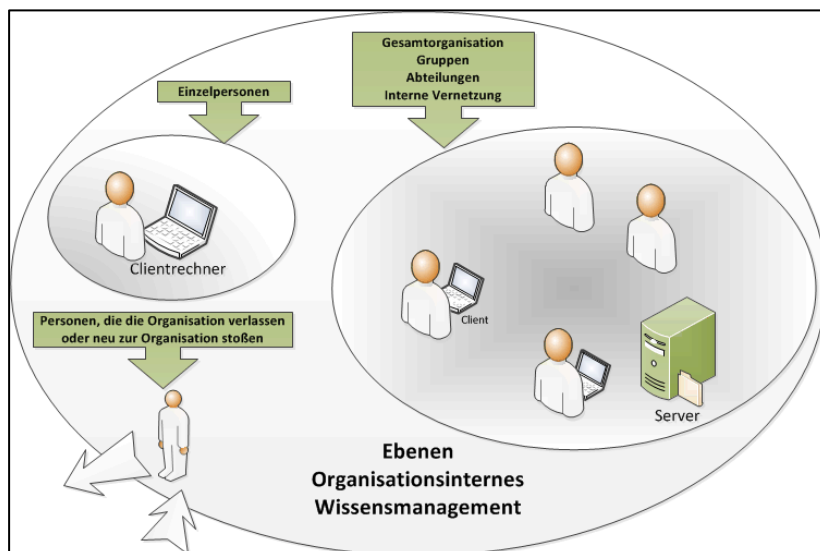 Gesamtorganisation
Gruppen
Abteilungen
Interne Vernetzung
Einzelpersonen
Clientrechner
Personen, die die Organisation verlassen
oder neu zur Organisation stoßen
Client
Server
Ebenen
Organisationsinternes
Wissensmanagement